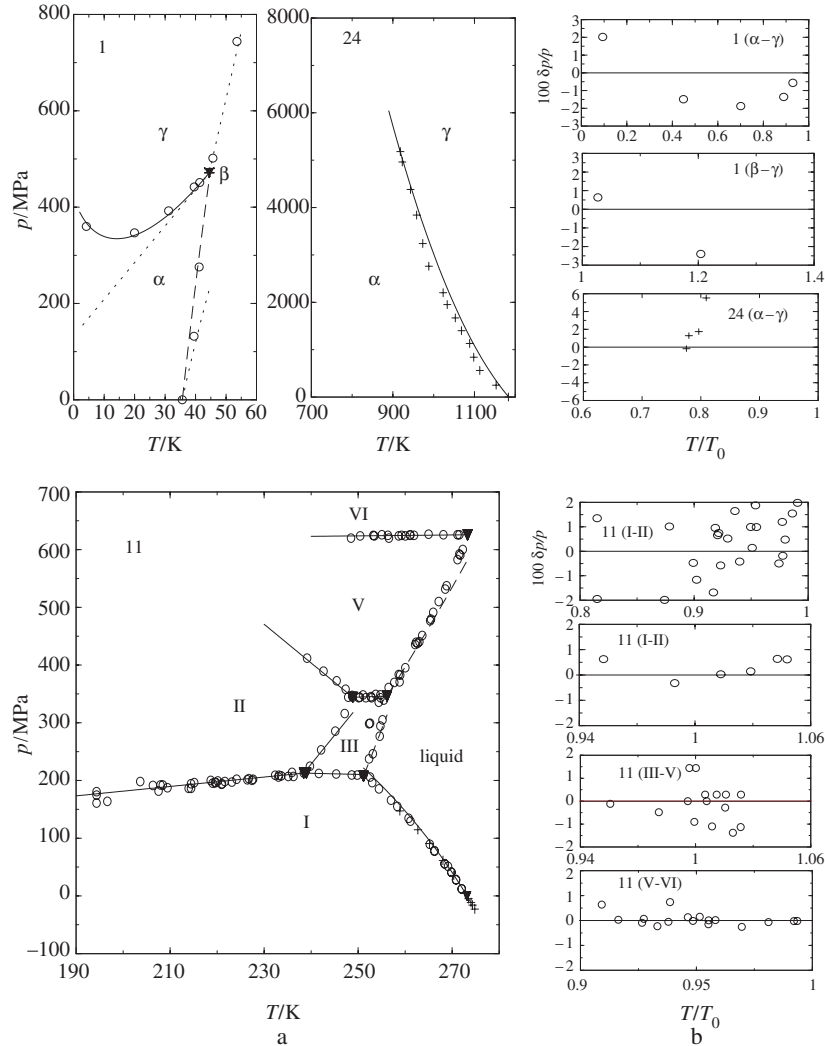 1
γ
β
α
p/MPa
800
600
400
200
0
0 10 20 30 40 50 60
T/K
24
γ
α
8000
6000
4000
2000
0
700 900 1100
T/K
100 δp/p
1 (α−γ)
3
2
1
0
−1
−2
−3
0 0.2 0.4 0.6 0.8 1
1 (β−γ)
3
2
1
0
−1
−2
−3
1 1.2 1.4
24 (α−γ)
6
4
2
0
−2
−4
−6
0.6 0.7 0.8 0.9 1
T/T0
11
VI
V
II
III
liquid
I
p/MPa
700
600
500
400
300
200
100
0
−100
190 210 230 250 270
T/K
a
100 δp/p
11 (I-II)
2
1
0
−1
−2
0.8 0.9 1
11 (I-II)
2
1
0
−1
−2
0.94 1 1.06
11 (III-V)
2
1
0
−1
−2
0.94 1 1.06
11 (V-VI)
2
1
0
−1
−2
0.9 0.95 1
T/T0
b